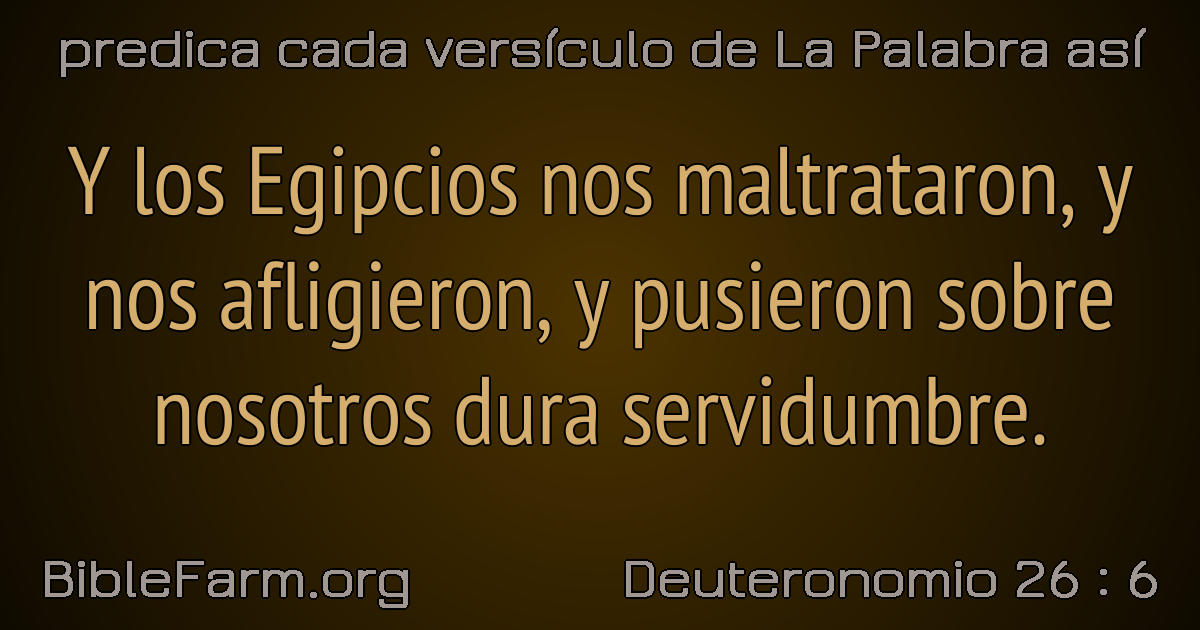 predica cada versículo de La Palabra así
Y los Egipcios nos maltrataron, y
nos afligieron, y pusieron sobre
nosotros dura servidumbre.
BibleFarm.org
Deuteronomio 26 : 6